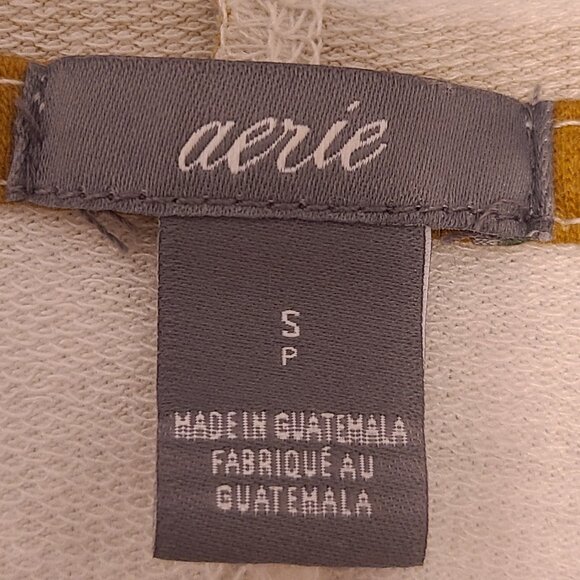 aerie
S
P
MADE IN GUATEMALA
FABRIQUÉ AU
GUATEMALA